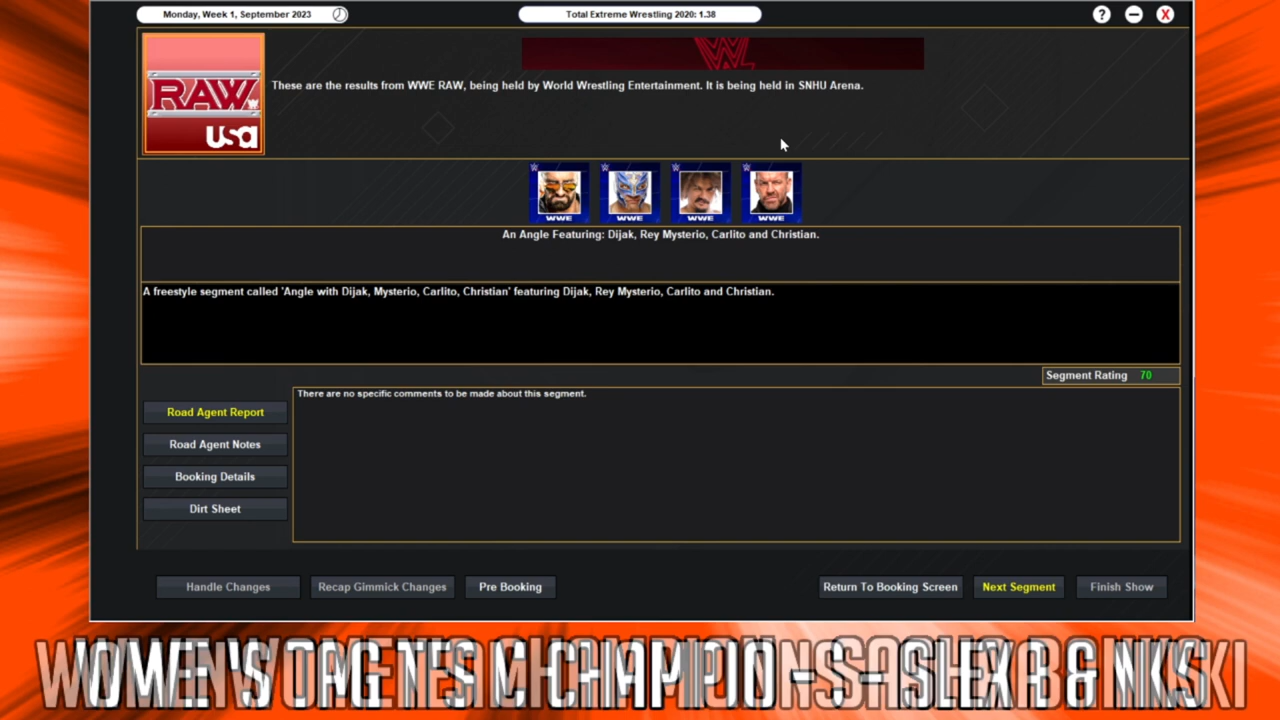 Monday, Week 1, September 2023
Total Extreme Wrestling 2020: 1.38
?
X
RAW
USA
These are the results from WWE RAW, being held by World Wrestling Entertainment. It is being held in SNHU Arena.
WWE WWE WWE WWE
An Angle Featuring: Dijak, Rey Mysterio, Carlito and Christian.
A freestyle segment called 'Angle with Dijak, Mysterio, Carlito, Christian' featuring Dijak, Rey Mysterio, Carlito and Christian.
Segment Rating 70
There are no specific comments to be made about this segment.
Road Agent Report
Road Agent Notes
Booking Details
Dirt Sheet
Handle Changes
Recap Gimmick Changes
Pre Booking
Return To Booking Screen
Next Segment
Finish Show
WOMEN'S TAG TEAM CHAMPIONS